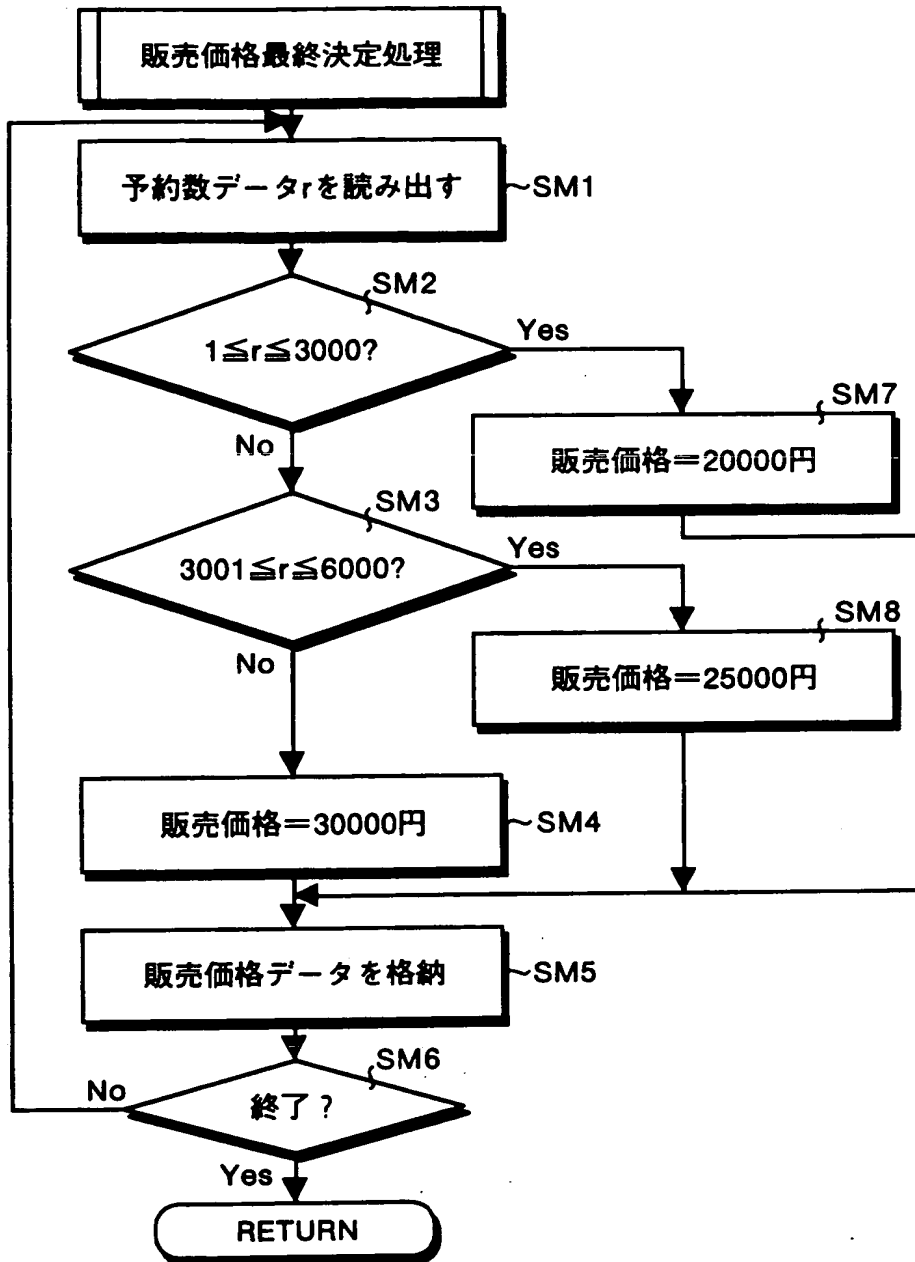 販売価格最終決定処理
予約数データrを読み出す
SM1
SM2
1≦r≦3000?
Yes
No
SM7
販売価格=20000円
SM3
3001≦r≦6000?
Yes
No
SM8
販売価格=25000円
販売価格=30000円
SM4
販売価格データを格納
SM5
SM6
終了?
No
Yes
RETURN